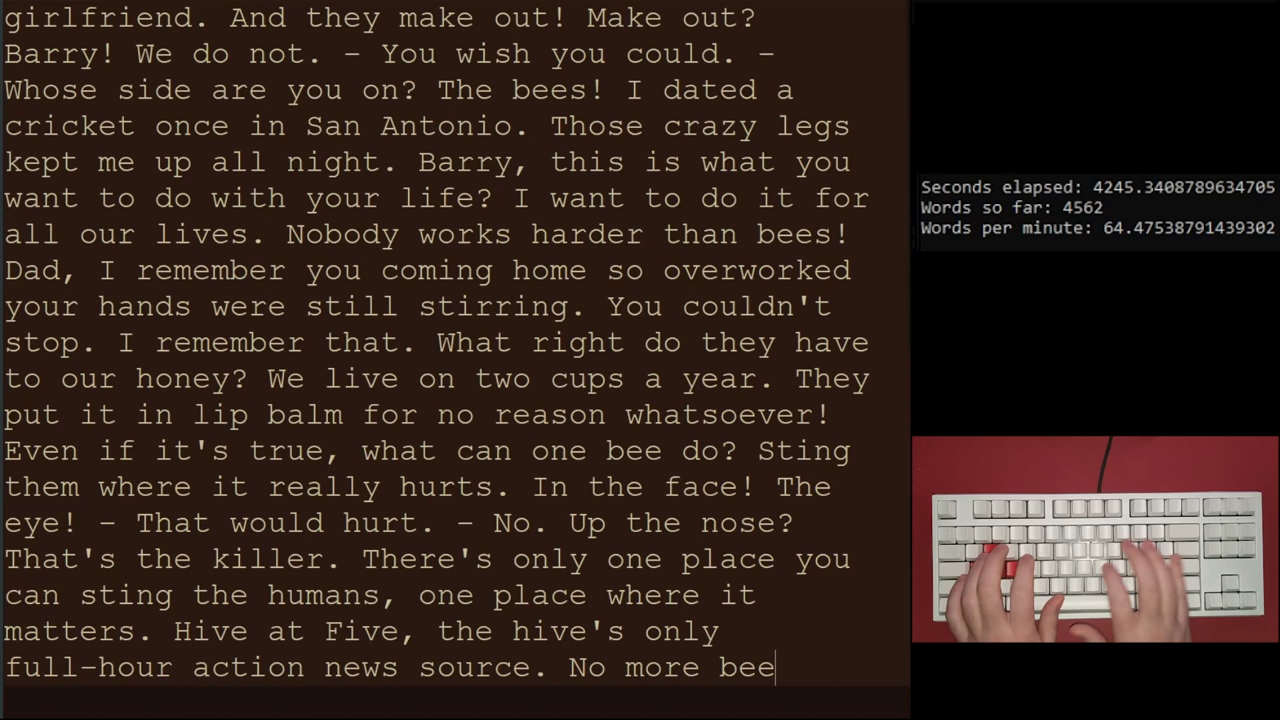 girlfriend. And they make out! Make out?
Barry! We do not. - You wish you could. -
Whose side are you on? The bees! I dated a
cricket once in San Antonio. Those crazy legs
kept me up all night. Barry, this is what you
want to do with your life? I want to do it for
all our lives. Nobody works harder than bees!
Dad, I remember you coming home so overworked
your hands were still stirring. You couldn't
stop. I remember that. What right do they have
to our honey? We live on two cups a year. They
put it in lip balm for no reason whatsoever!
Even if it's true, what can one bee do? Sting
them where it really hurts. In the face! The
eye! - That would hurt. - No. Up the nose?
That's the killer. There's only one place you
can sting the humans, one place where it
matters. Hive at Five, the hive's only
full-hour action news source. No more bee
Seconds elapsed: 4245.3408789634705
Words so far: 4562
Words per minute: 64.47538791439302